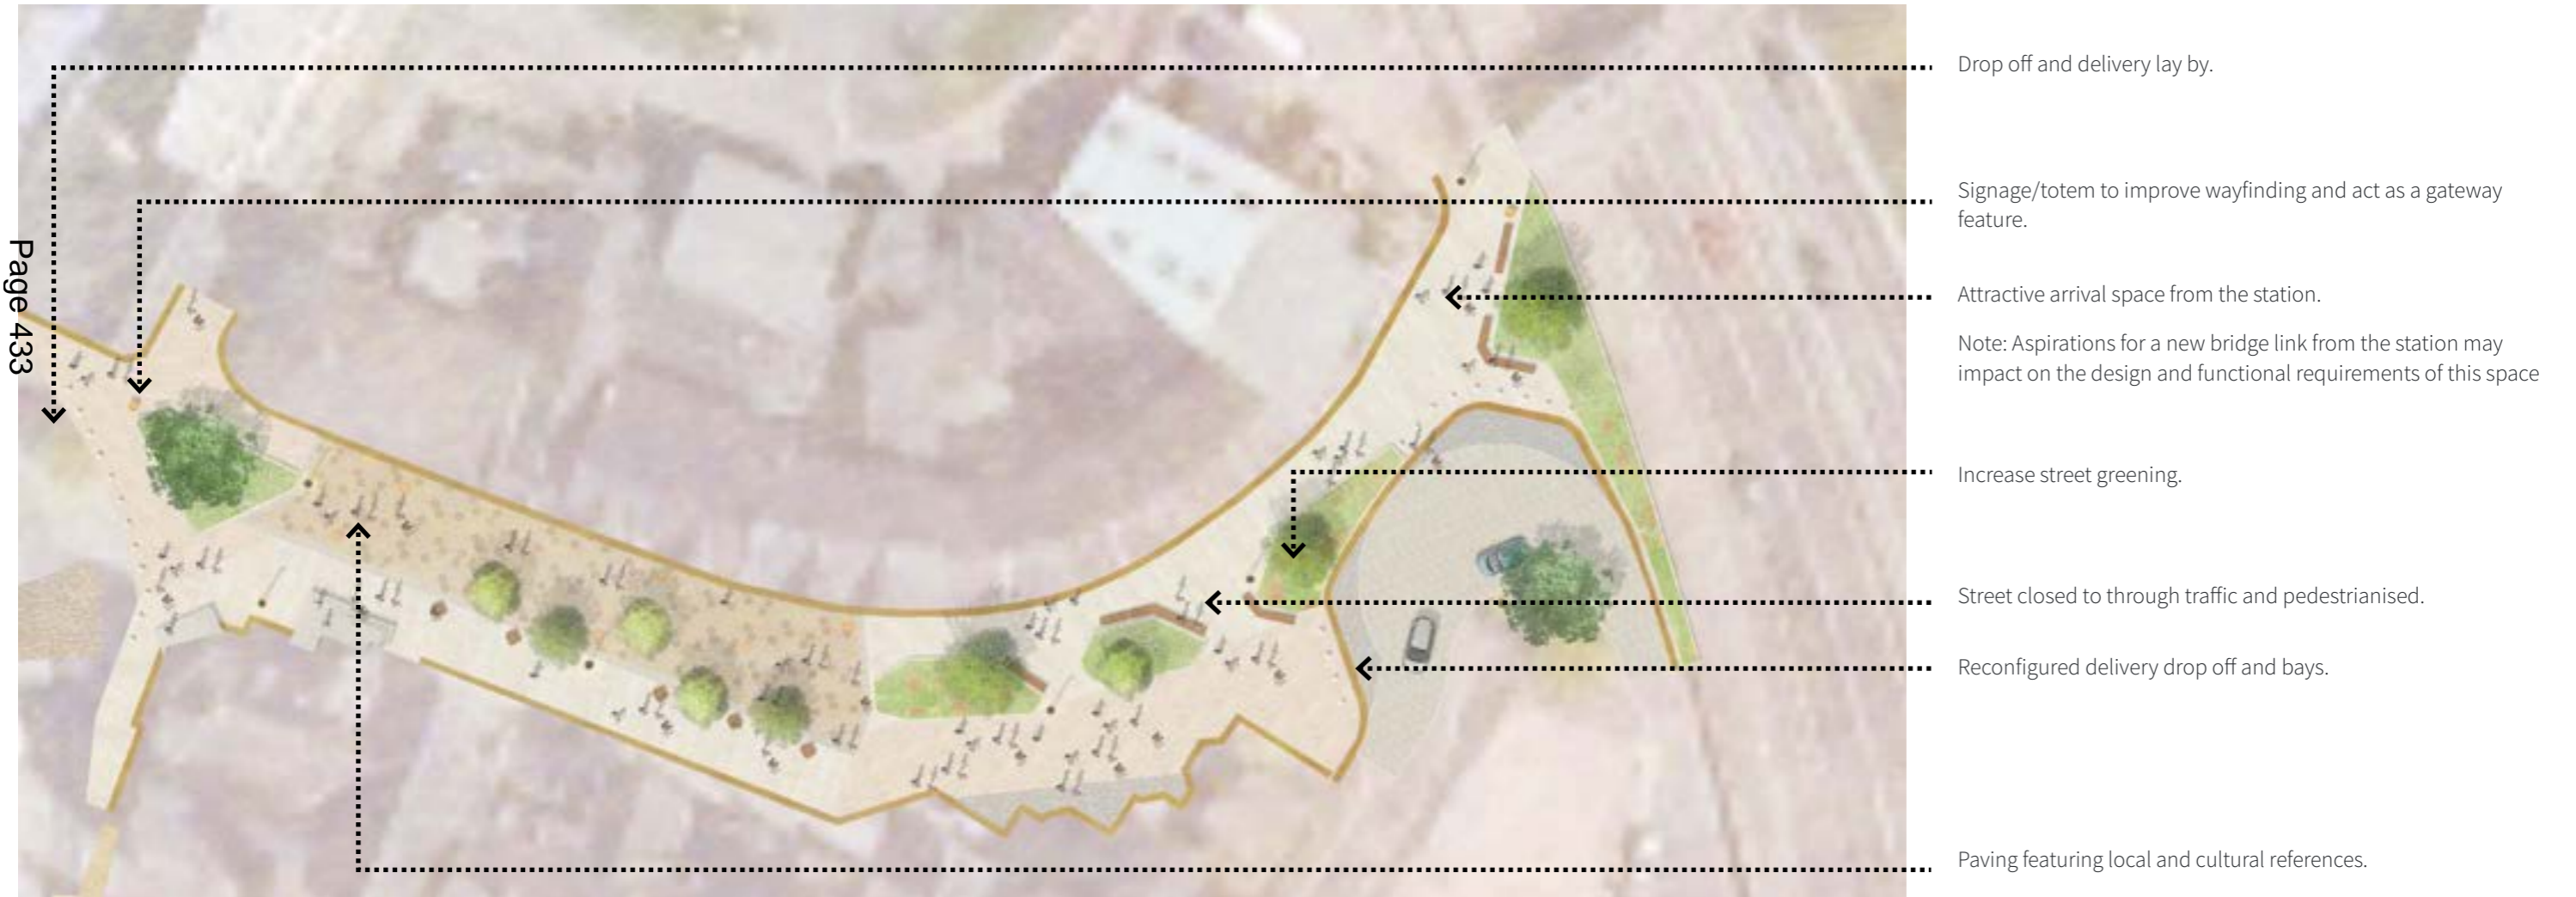 Drop off and delivery lay by.
Signage/totem to improve wayfinding and act as a gateway
feature.
Attractive arrival space from the station.
Note: Aspirations for a new bridge link from the station may
impact on the design and functional requirements of this space
Increase street greening.
Street closed to through traffic and pedestrianised.
Reconfigured delivery drop off and bays.
Paving featuring local and cultural references.
Page 433